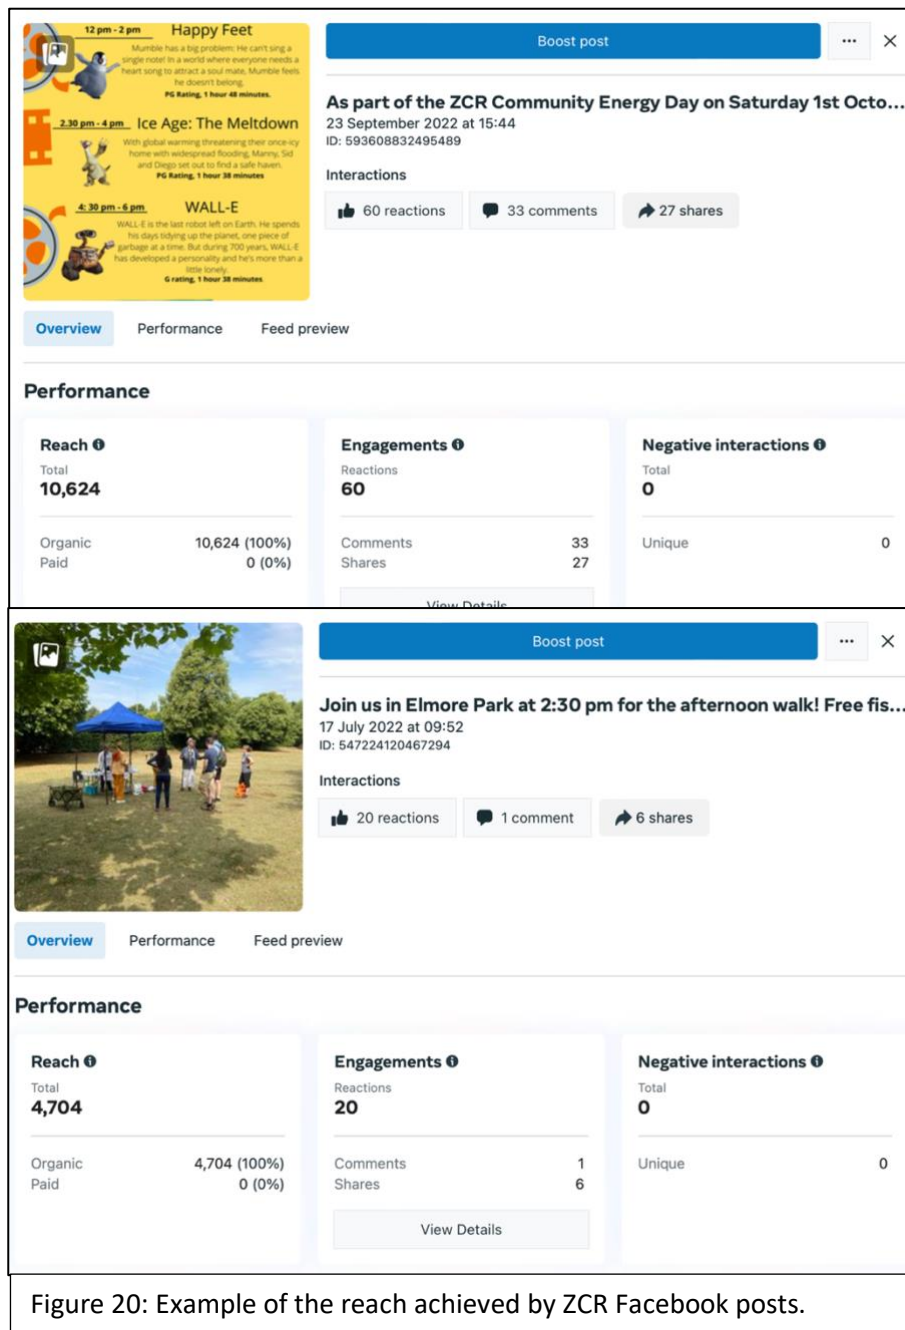 12 pm - 2 pm Happy Feet
Mumble has a big problem: He can't sing a
single note! In a world where everyone needs a
heart song to attract a soul mate, Mumble feels
he doesn't belong.
PG Rating, 1 hour 48 minutes.
2.30 pm - 4 pm Ice Age: The Meltdown
With global warming threatening their once-icy
home with widespread flooding, Manny, Sid
and Diego set out to find a safe haven.
PG Rating, 1 hour 38 minutes
4: 30 pm - 6 pm WALL-E
WALL-E is the last robot left on Earth. He spends
his days tidying up the planet, one piece of
garbage at a time. But during 700 years, WALL-E
has developed a personality and he's more than a
little lonely.
G rating, 1 hour 38 minutes
Boost post
As part of the ZCR Community Energy Day on Saturday 1st Octo...
23 September 2022 at 15:44
ID: 593608832495489
Interactions
60 reactions 33 comments 27 shares
Overview Performance Feed preview
Performance
Reach Engagements Negative interactions
Total Reactions Total
10,624 60 0
Organic 10,624 (100%) Comments 33 Unique 0
Paid 0 (0%) Shares 27
View Details
Boost post
Join us in Elmore Park at 2:30 pm for the afternoon walk! Free fis...
17 July 2022 at 09:52
ID: 547224120467294
Interactions
20 reactions 1 comment 6 shares
Overview Performance Feed preview
Performance
Reach Engagements Negative interactions
Total Reactions Total
4,704 20 0
Organic 4,704 (100%) Comments 1 Unique 0
Paid 0 (0%) Shares 6
View Details
Figure 20: Example of the reach achieved by ZCR Facebook posts.